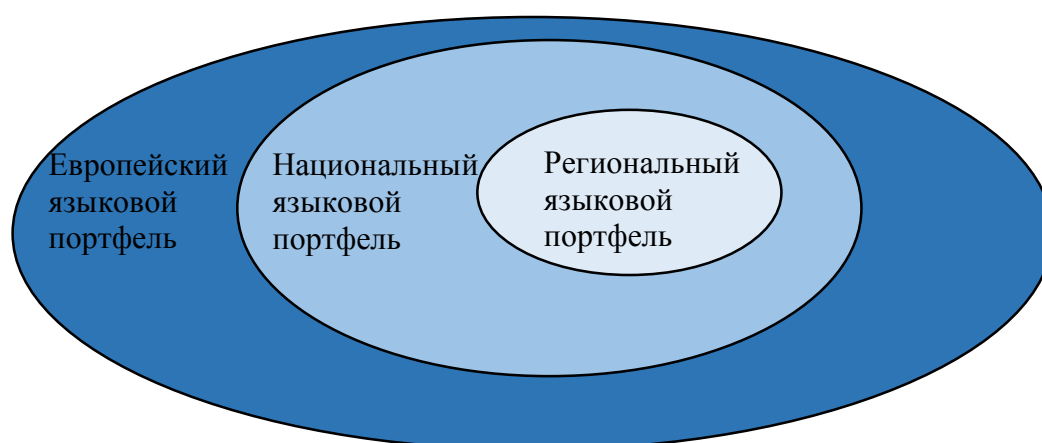 Европейский
языковой
портфель
Национальный
языковой
портфель
Региональный
языковой
портфель